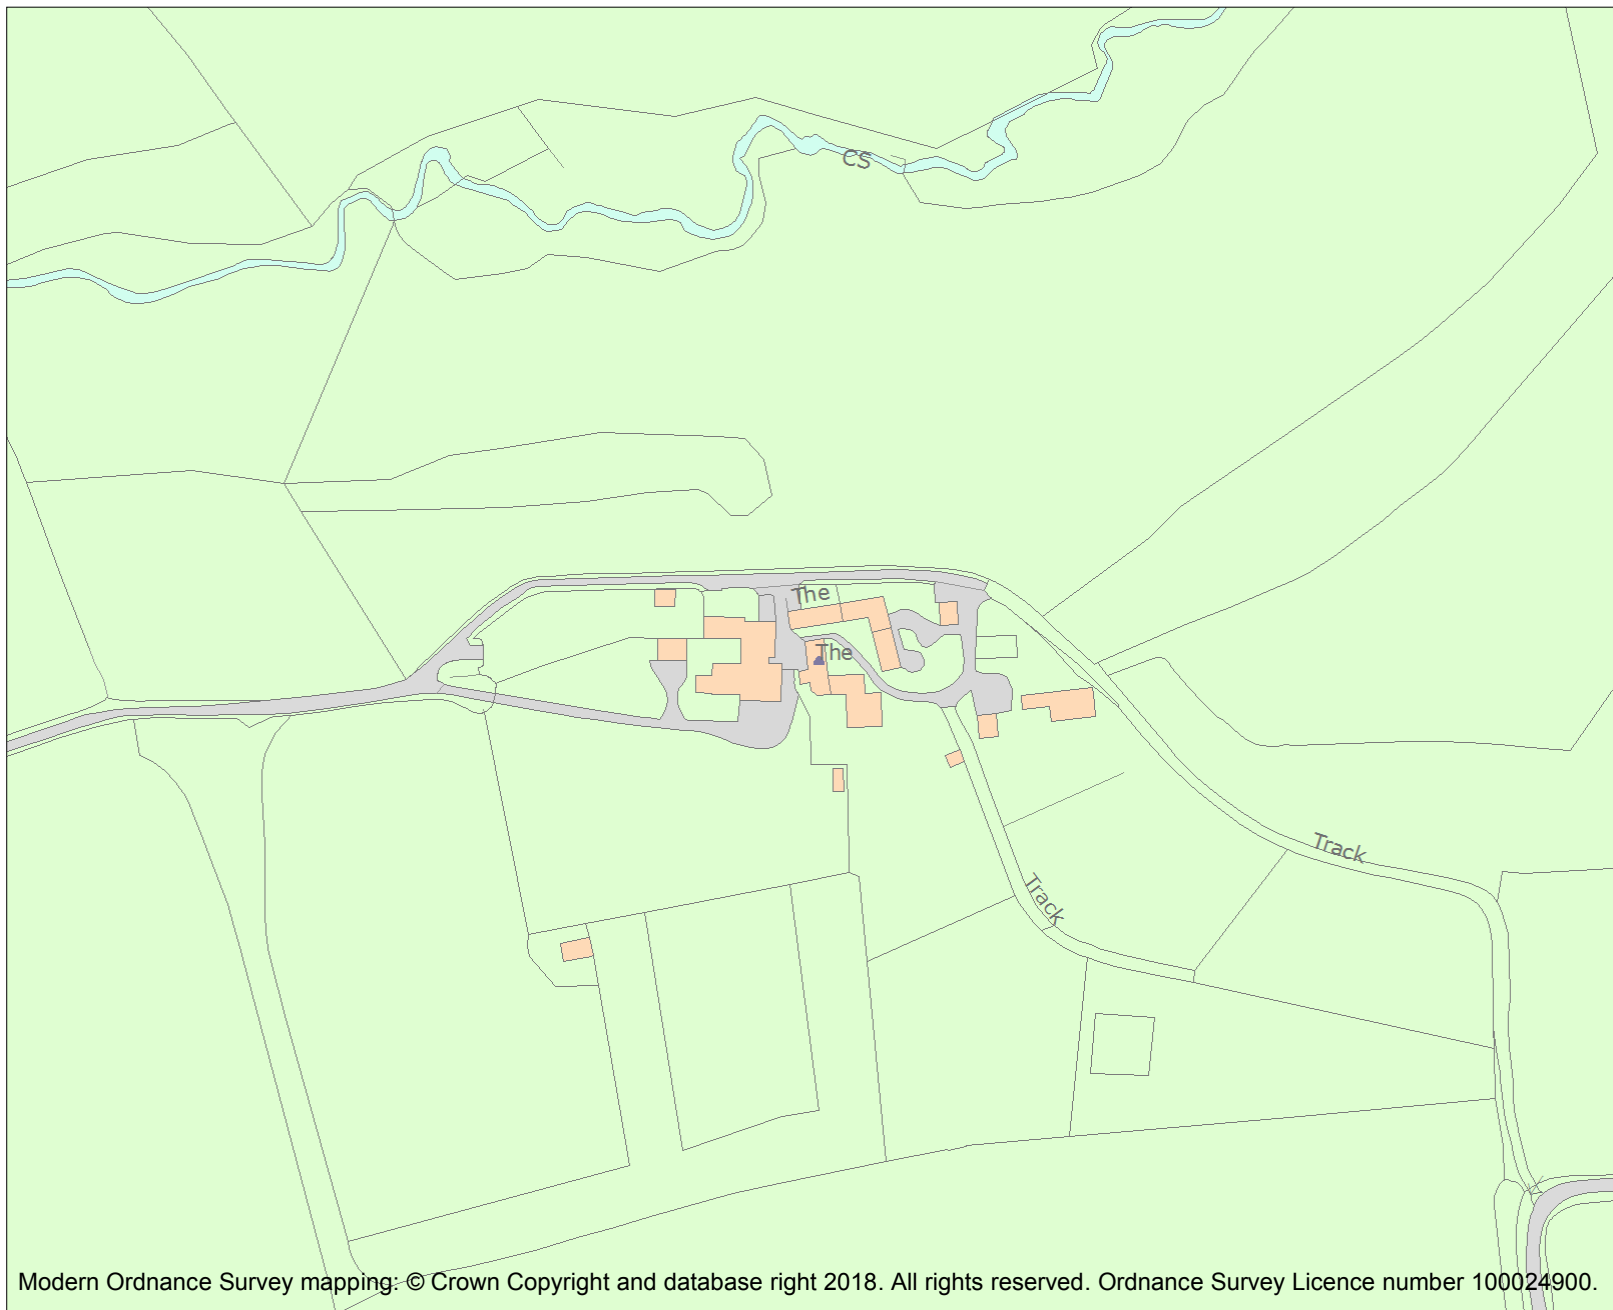 CS
The
The
Track
Track
Modern Ordnance Survey mapping: © Crown Copyright and database right 2018. All rights reserved. Ordnance Survey Licence number 100024900.